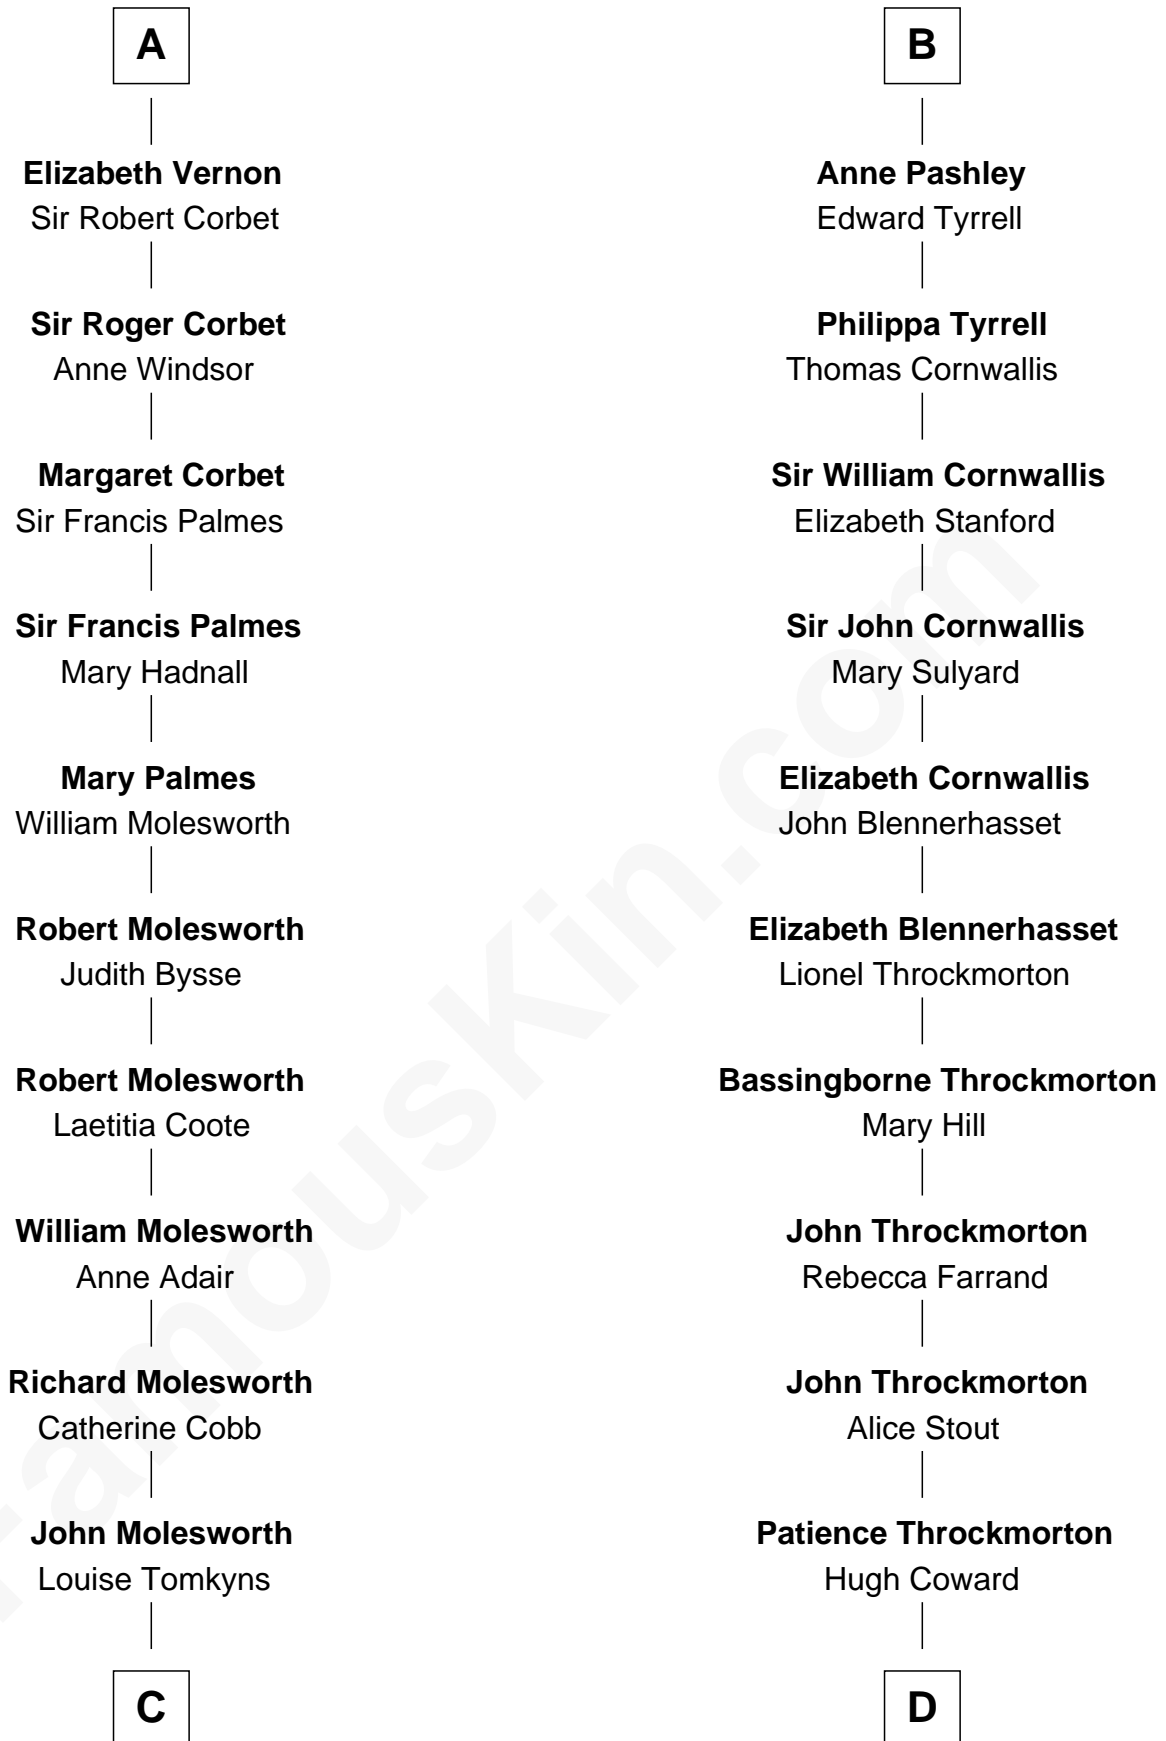 A
Elizabeth Vernon
Sir Robert Corbet
Sir Roger Corbet
Anne Windsor
Margaret Corbet
Sir Francis Palmes
Sir Francis Palmes
Mary Hadnall
Mary Palmes
William Molesworth
Robert Molesworth
Judith Bysse
Robert Molesworth
Laetitia Coote
William Molesworth
Anne Adair
Richard Molesworth
Catherine Cobb
John Molesworth
Louise Tomkyns
C
B
Anne Pashley
Edward Tyrrell
Philippa Tyrrell
Thomas Cornwallis
Sir William Cornwallis
Elizabeth Stanford
Sir John Cornwallis
Mary Sulyard
Elizabeth Cornwallis
John Blennerhasset
Elizabeth Blennerhasset
Lionel Throckmorton
Bassingborne Throckmorton
Mary Hill
John Throckmorton
Rebecca Farrand
John Throckmorton
Alice Stout
Patience Throckmorton
Hugh Coward
D
FamousKin.com